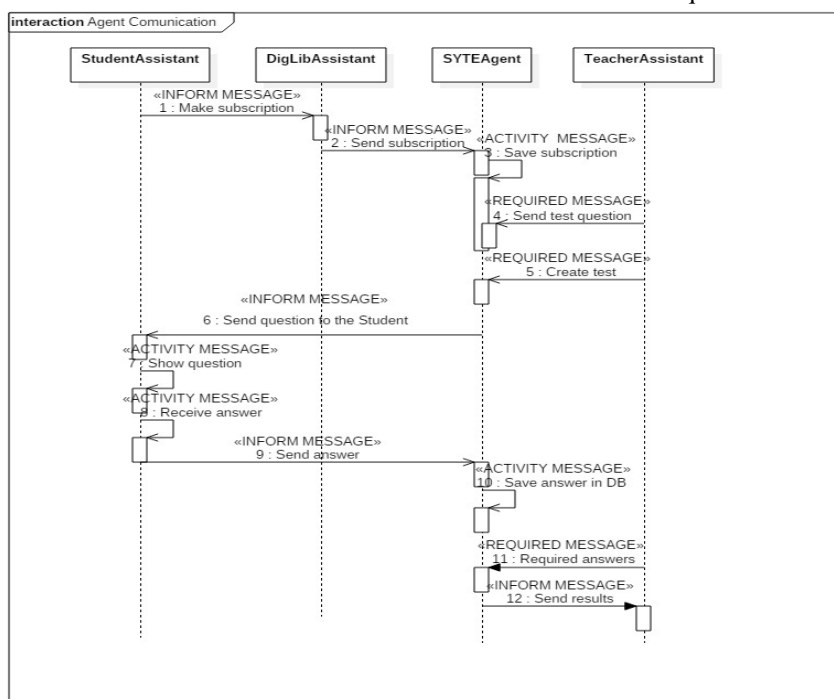 interaction Agent Comunication
StudentAssistant
DigLibAssistant
SYTEAgent
TeacherAssistant
«INFORM MESSAGE»
1 : Make subscription
«INFORM MESSAGE»
2 : Send subscription
«ACTIVITY MESSAGE»
3 : Save subscription
«REQUIRED MESSAGE»
4 : Send test question
«REQUIRED MESSAGE»
5 : Create test
«INFORM MESSAGE»
6 : Send question to the Student
«ACTIVITY MESSAGE»
7 : Show question
«ACTIVITY MESSAGE»
8 : Receive answer
«INFORM MESSAGE»
9 : Send answer
«ACTIVITY MESSAGE»
10 : Save answer in DB
«REQUIRED MESSAGE»
11 : Required answers
«INFORM MESSAGE»
12 : Send results